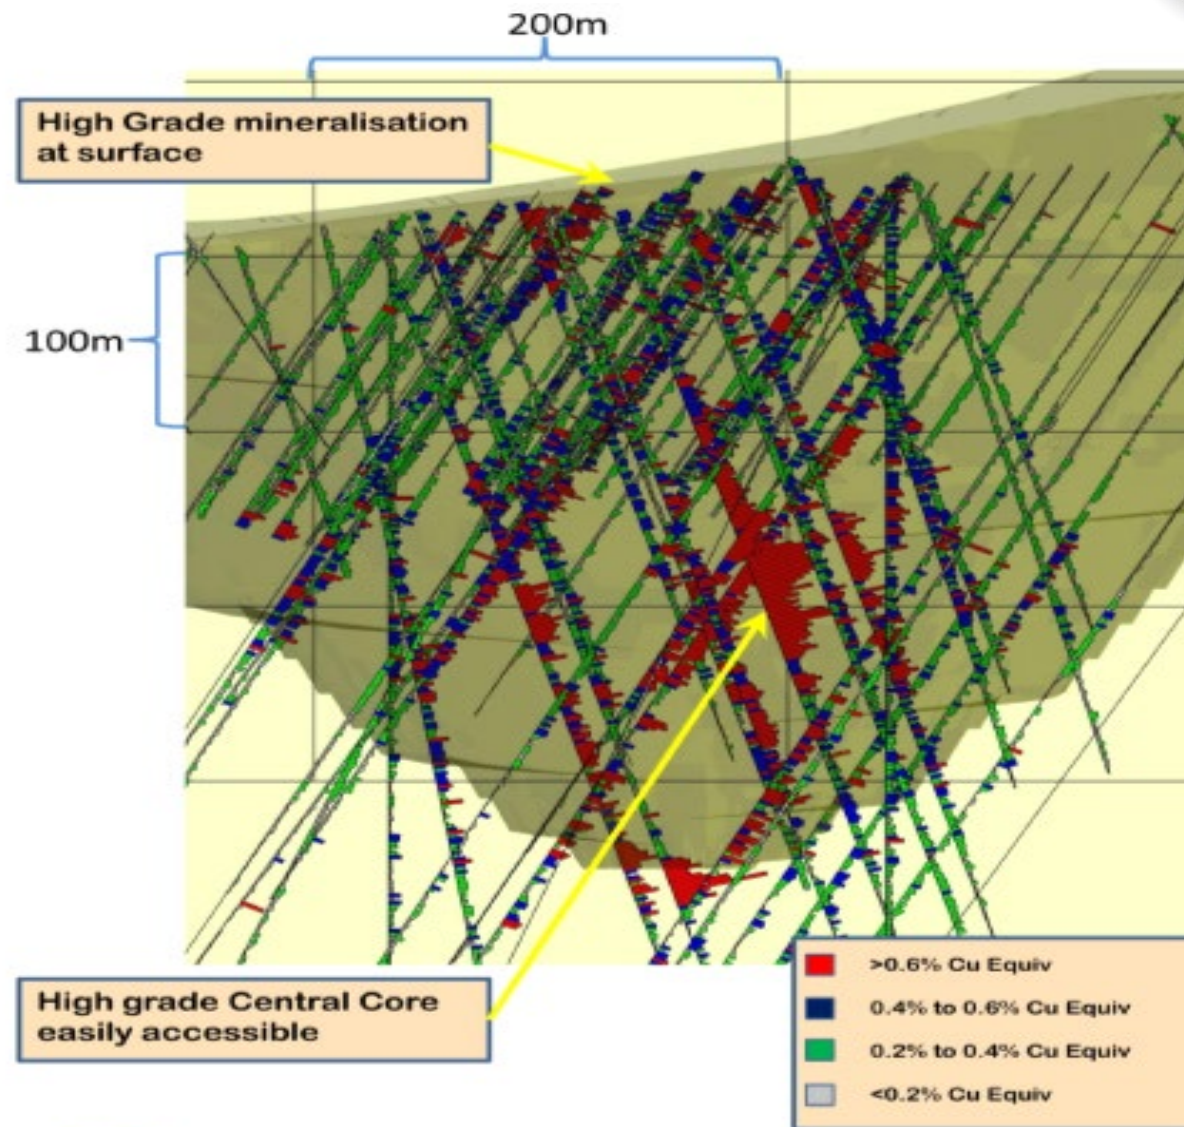 200m
High Grade mineralisation
at surface
100m
High grade Central Core
easily accessible
>0.6% Cu Equiv
0.4% to 0.6% Cu Equiv
0.2% to 0.4% Cu Equiv
<0.2% Cu Equiv